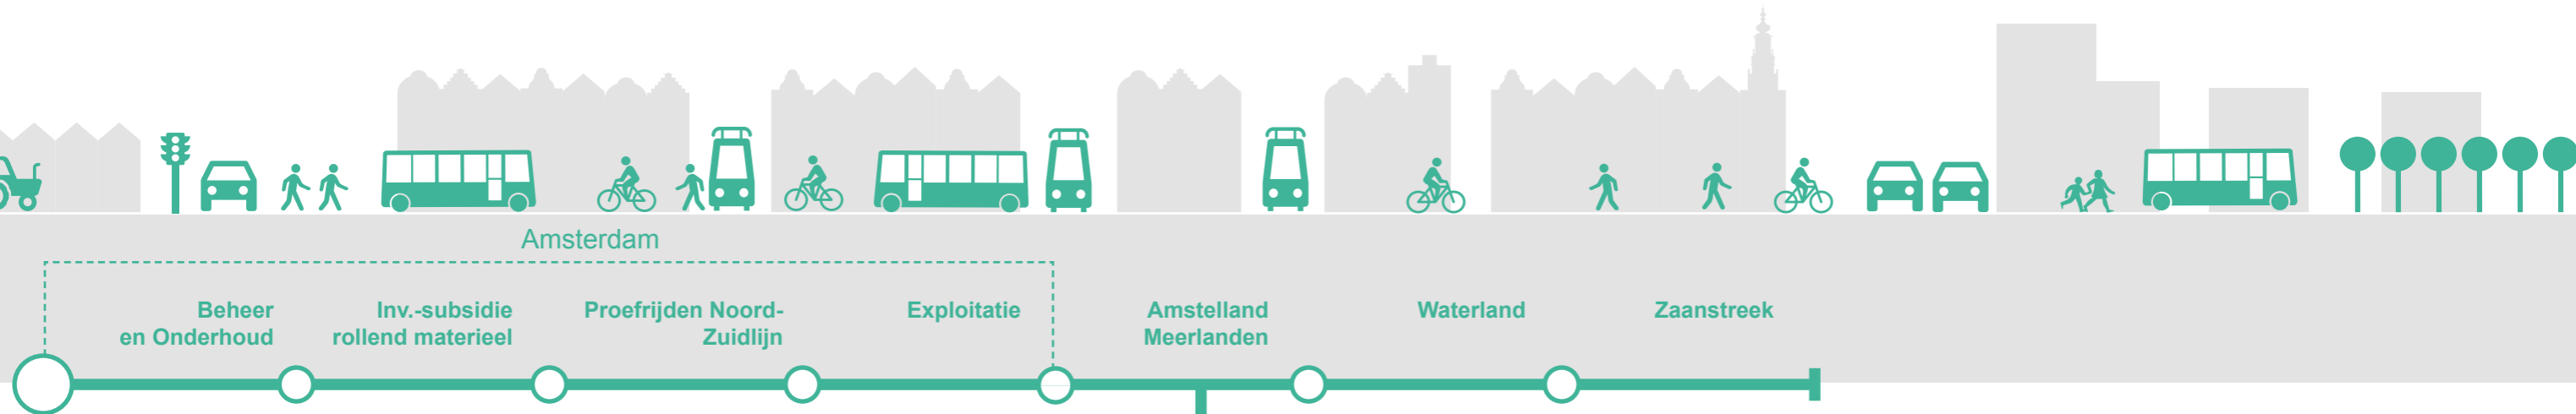 Amsterdam
Beheer
en Onderhoud
Inv.-subsidie
rollend materieel
Proefrijden Noord-
Zuidlijn
Exploitatie
Amstelland
Meerlanden
Waterland
Zaanstreek